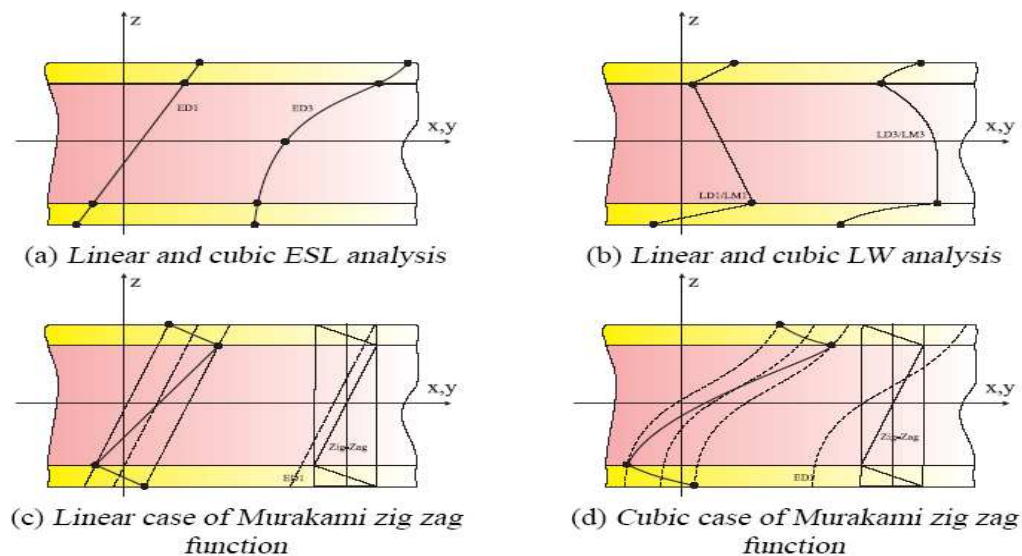 z
z
ED1
ED3
x,y
LD3/LM3
x,y
LD1/LM1
(a) Linear and cubic ESL analysis
(b) Linear and cubic LW analysis
z
z
x,y
x,y
Zig-Zag
Zig-Zag
ED1
(c) Linear case of Murakami zig zag
function
(d) Cubic case of Murakami zig zag
function